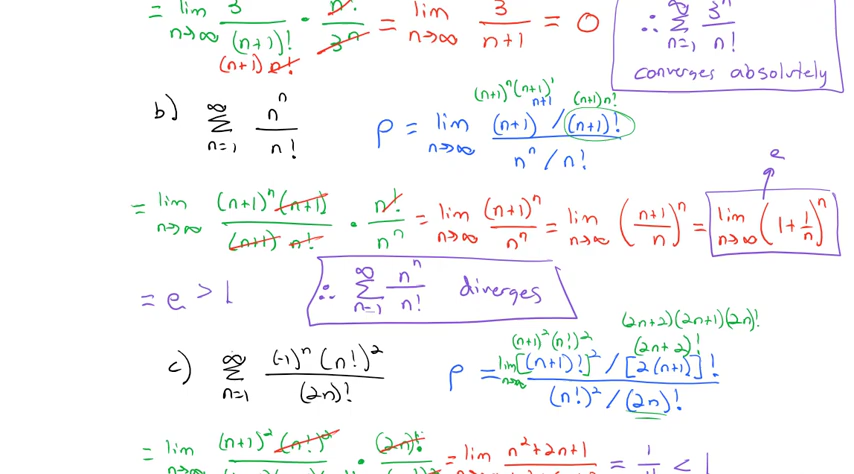 = lim n→∞ 3 / (n+1)! · n! / 3^n = lim n→∞ 3 / (n+1) = 0
(n+1) n!
∴ ∞ Σ n=1 3^n / n!
converges absolutely
b) ∞ Σ n=1 n^n / n!
(n+1)^n (n+1)^1
n+1
(n+1) n!
ρ = lim n→∞ (n+1) / (n+1)! / n^n / n!
= lim n→∞ (n+1)^n (n+1) / (n+1) n! · n! / n^n = lim n→∞ (n+1)^n / n^n = lim n→∞ ((n+1)/n)^n = lim n→∞ (1 + 1/n)^n
e
= e > 1
∴ ∞ Σ n=1 n^n / n! diverges
c) ∞ Σ n=1 (-1)^n (n!)^2 / (2n)!
(n+1)^2 (n!)^2
(2n+2)(2n+1)(2n)!
(2n+2)!
ρ = lim n→∞ [(n+1)!]^2 / [2(n+1)]! / (n!)^2 / (2n)!
= lim n→∞ (n+1)^2 (n!)^2 · (2n)! = lim n→∞ n^2+2n+1 = 1 < 1